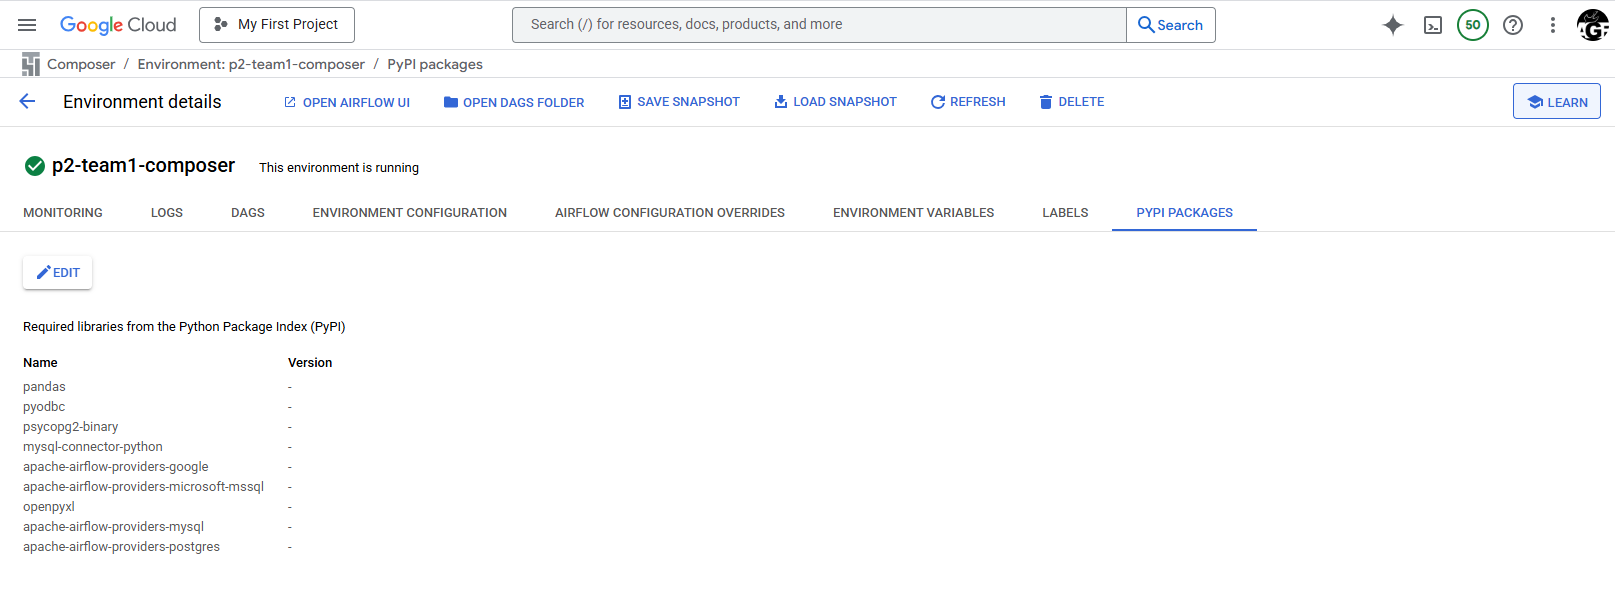 Google Cloud My First Project Search (/) for resources, docs, products, and more Search 50
Composer / Environment: p2-team1-composer / PyPI packages
Environment details OPEN AIRFLOW UI OPEN DAGS FOLDER SAVE SNAPSHOT LOAD SNAPSHOT REFRESH DELETE LEARN
p2-team1-composer This environment is running
MONITORING LOGS DAGS ENVIRONMENT CONFIGURATION AIRFLOW CONFIGURATION OVERRIDES ENVIRONMENT VARIABLES LABELS PYPI PACKAGES
EDIT
Required libraries from the Python Package Index (PyPI)
Name Version
pandas -
pyodbc -
psycopg2-binary -
mysql-connector-python -
apache-airflow-providers-google -
apache-airflow-providers-microsoft-mssql -
openpyxl -
apache-airflow-providers-mysql -
apache-airflow-providers-postgres -